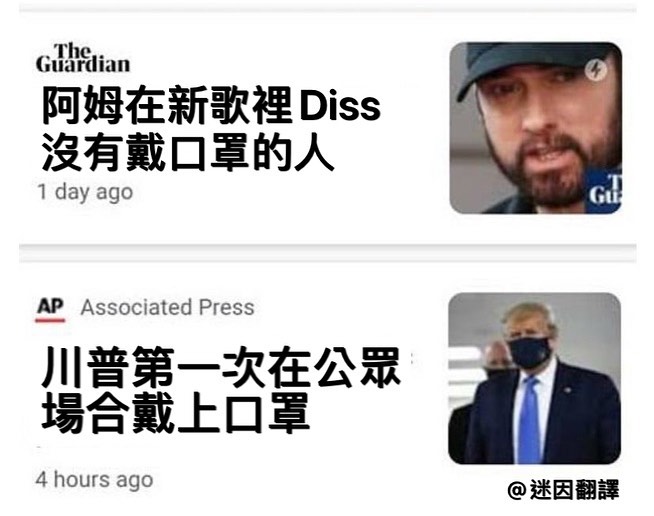 The
Guardian
阿姆在新歌裡Diss
沒有戴口罩的人
1 day ago
T
Gu
AP Associated Press
川普第一次在公眾
場合戴上口罩
4 hours ago
@迷因翻譯